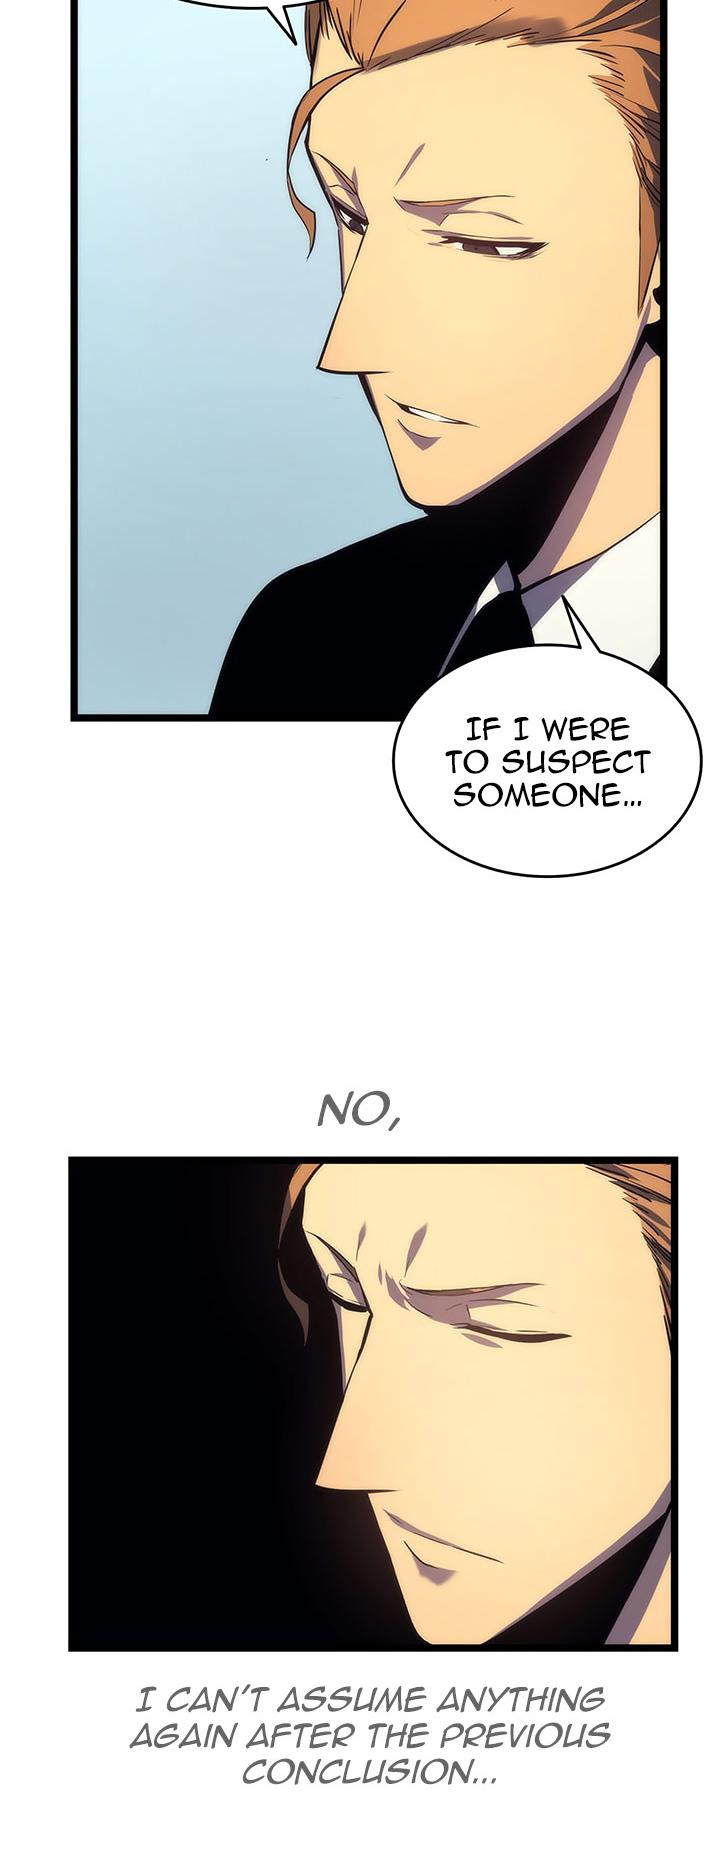 IF I WERE
TO SUSPECT
SOMEONE...
NO,
I CAN'T ASSUME ANYTHING
AGAIN AFTER THE PREVIOUS
CONCLUSION...